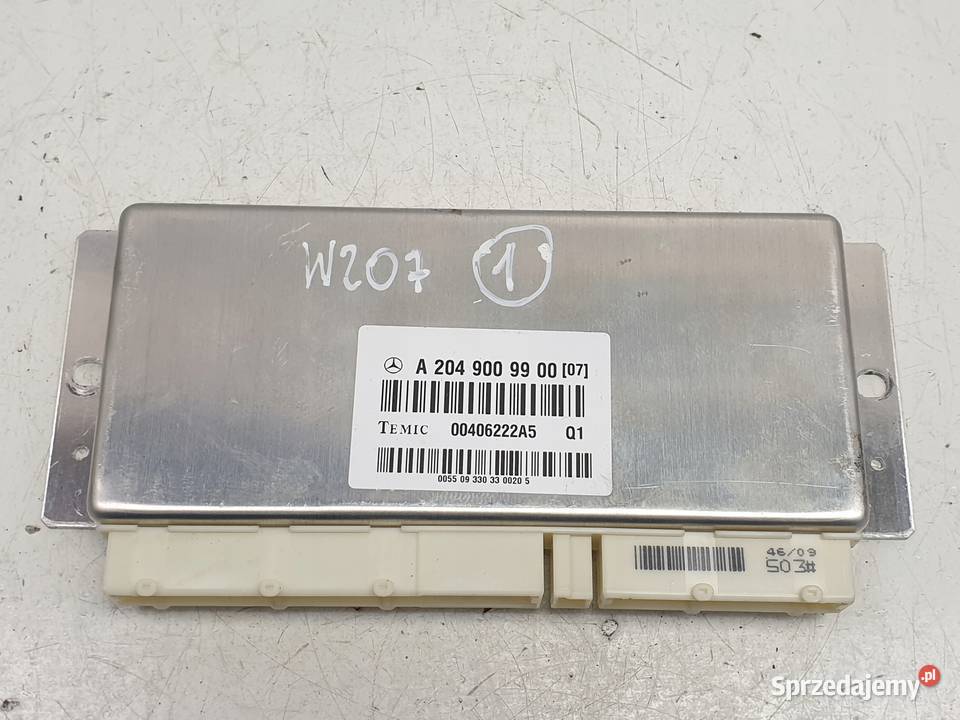 W207 1
A 204 900 99 00 [07]
TEMIC 00406222A5 Q1
0055 09 330 33 0020 5
46/09
#503
Sprzedajemy.pl